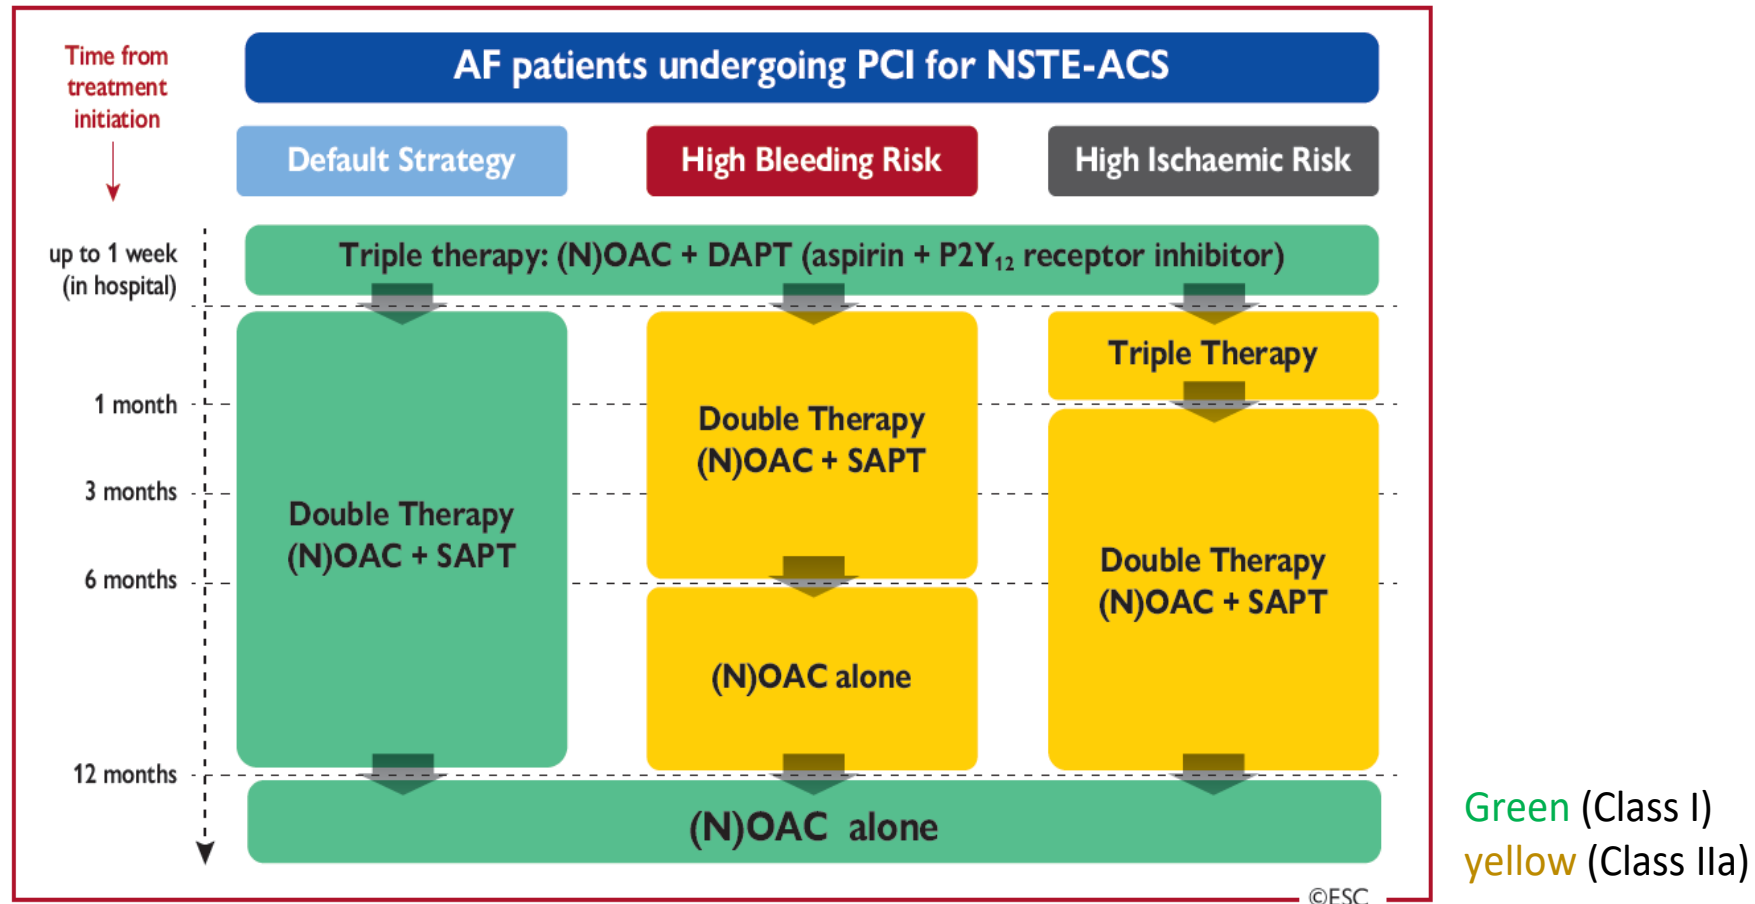 Time from
treatment
initiation
AF patients undergoing PCI for NSTE-ACS
Default Strategy
High Bleeding Risk
High Ischaemic Risk
up to 1 week
(in hospital)
Triple therapy: (N)OAC + DAPT (aspirin + P2Y₁₂ receptor inhibitor)
Triple Therapy
1 month
Double Therapy
(N)OAC + SAPT
3 months
Double Therapy
(N)OAC + SAPT
6 months
Double Therapy
(N)OAC + SAPT
(N)OAC alone
12 months
(N)OAC alone
Green (Class I)
yellow (Class IIa)
©ESC